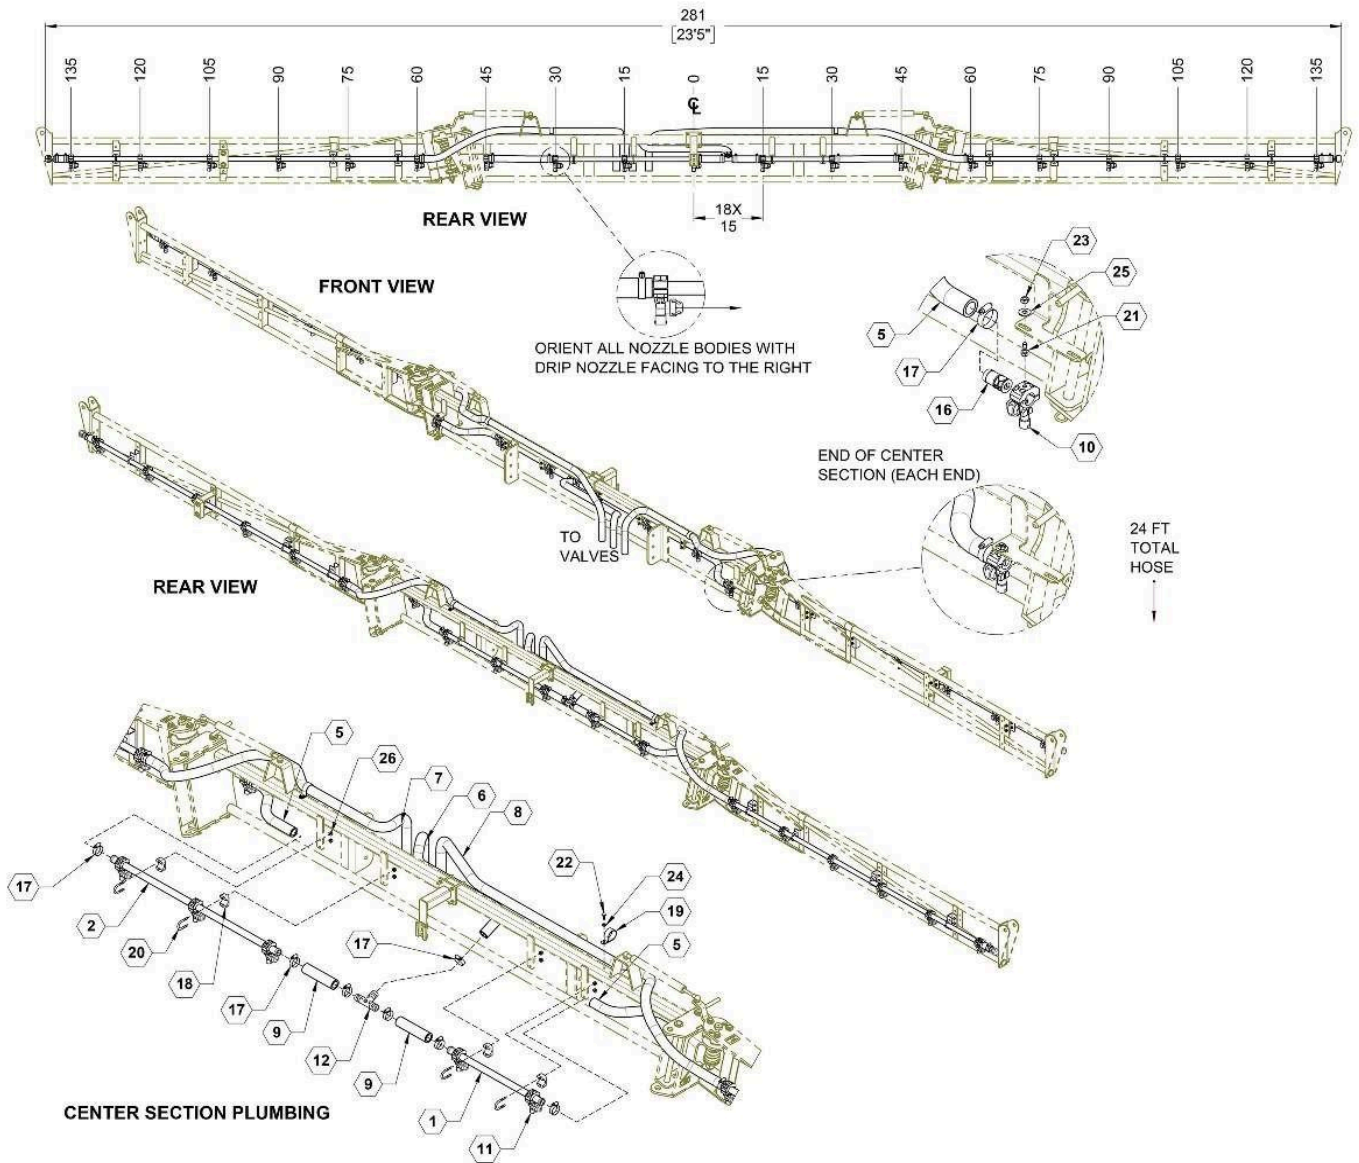 281
[23'5"]
135 120 105 90 75 60 45 30 15 0 15 30 45 60 75 90 105 120 135
℄
REAR VIEW
18X
15
FRONT VIEW
ORIENT ALL NOZZLE BODIES WITH
DRIP NOZZLE FACING TO THE RIGHT
23
25
5
21
17
16
10
END OF CENTER
SECTION (EACH END)
TO
VALVES
24 FT
TOTAL
HOSE
REAR VIEW
5
26
7
6
8
22
24
19
17
5
17
2
20
18
17
9
12
9
1
11
CENTER SECTION PLUMBING